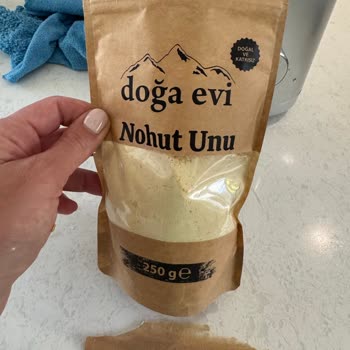 DOĞAL
VE
KATKISIZ
doğa evi
Nohut Unu
250 g℮